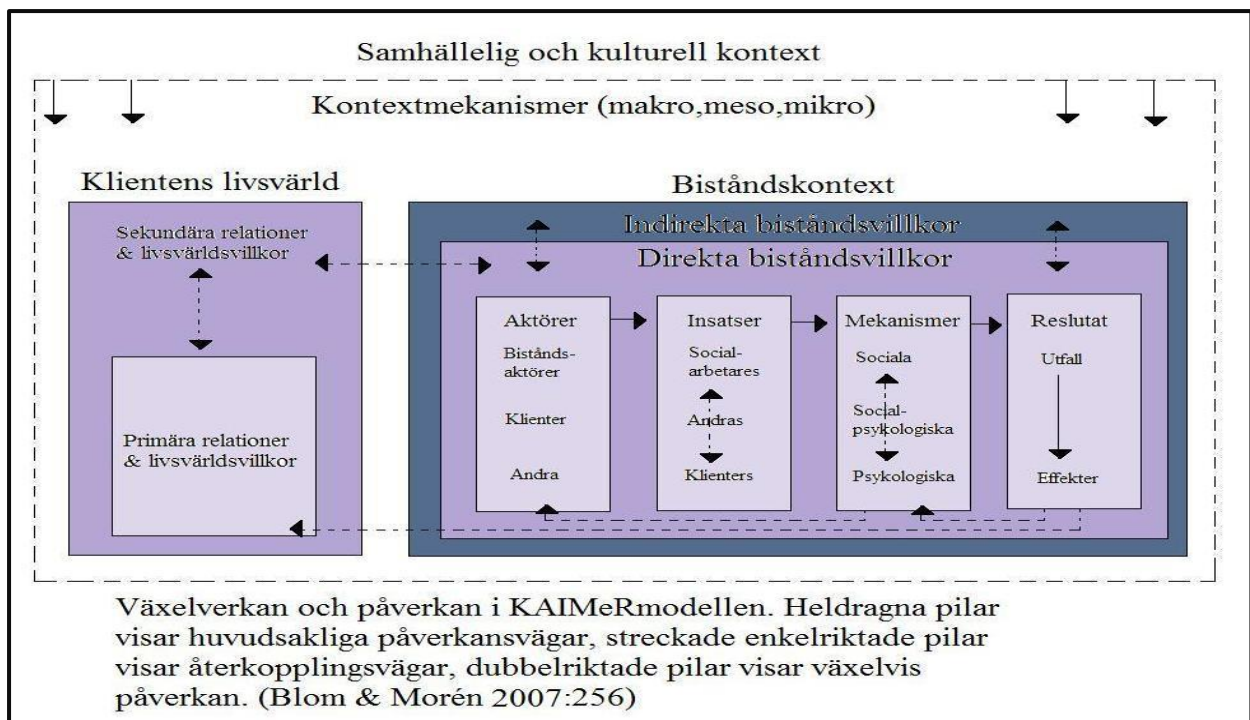 Samhällelig och kulturell kontext
Kontextmekanismer (makro,meso,mikro)
Klientens livsvärld
Sekundära relationer
& livsvärldsvillkor
Primära relationer
& livsvärldsvillkor
Biståndskontext
Indirekta biståndsvillkor
Direkta biståndsvillkor
Aktörer
Bistånds-
aktörer
Klienter
Andra
Insatser
Social-
arbetares
Andras
Klienters
Mekanismer
Sociala
Social-
psykologiska
Psykologiska
Reslutat
Utfall
Effekter
Växelverkan och påverkan i KAIMeRmodellen. Heldragna pilar
visar huvudsakliga påverkansvägar, streckade enkelriktade pilar
visar återkopplingsvägar, dubbelriktade pilar visar växelvis
påverkan. (Blom & Morén 2007:256)